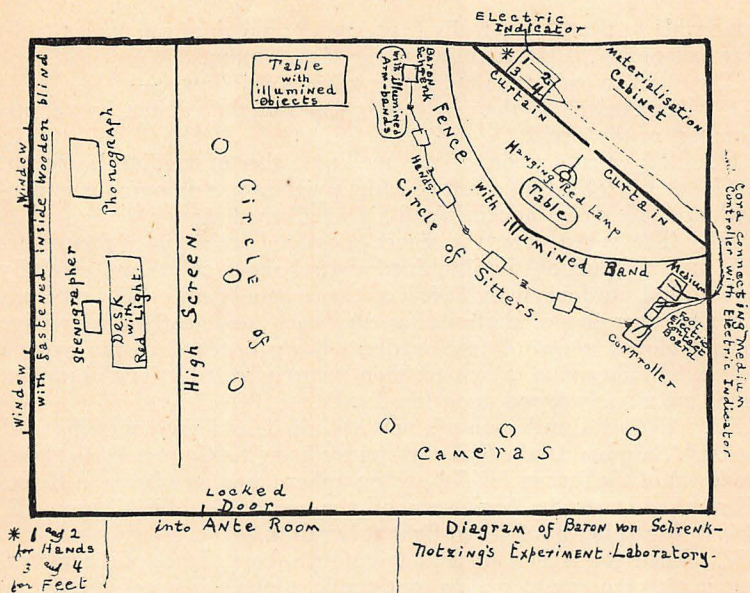 Electric
Indicator
Materialisation
Cabinet
*
1 2
3 4
Curtain
Curtain
Table
with
illumined
Objects
Baron
Schrenk
with illumined
Arm-bands
Fence with illumined Band
Hanging Red Lamp
Table
Hands.
Circle of Sitters.
Medium
Foot Electric
Contact
Board
Controller
Cord connecting Medium
Controller with Electric Indicator
Window
Window
with fastened inside wooden blind
Phonograph
Stenographer
Desk
with
Red Light.
High Screen.
Circle of
Cameras
Locked
Door
into Ante Room
* 1 and 2
for Hands
" and 4
for Feet
Diagram of Baron von Schrenk-
Notzing's Experiment Laboratory.